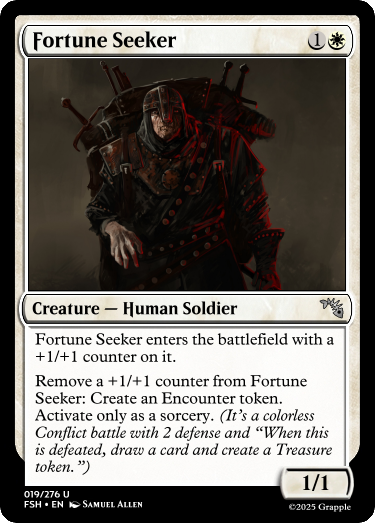 Fortune Seeker 1
Creature — Human Soldier
Fortune Seeker enters the battlefield with a
+1/+1 counter on it.
Remove a +1/+1 counter from Fortune
Seeker: Create an Encounter token.
Activate only as a sorcery. (It's a colorless
Conflict battle with 2 defense and “When this
is defeated, draw a card and create a Treasure
token.”)
1/1
019/276 U
FSH • EN Samuel Allen
©2025 Grapple